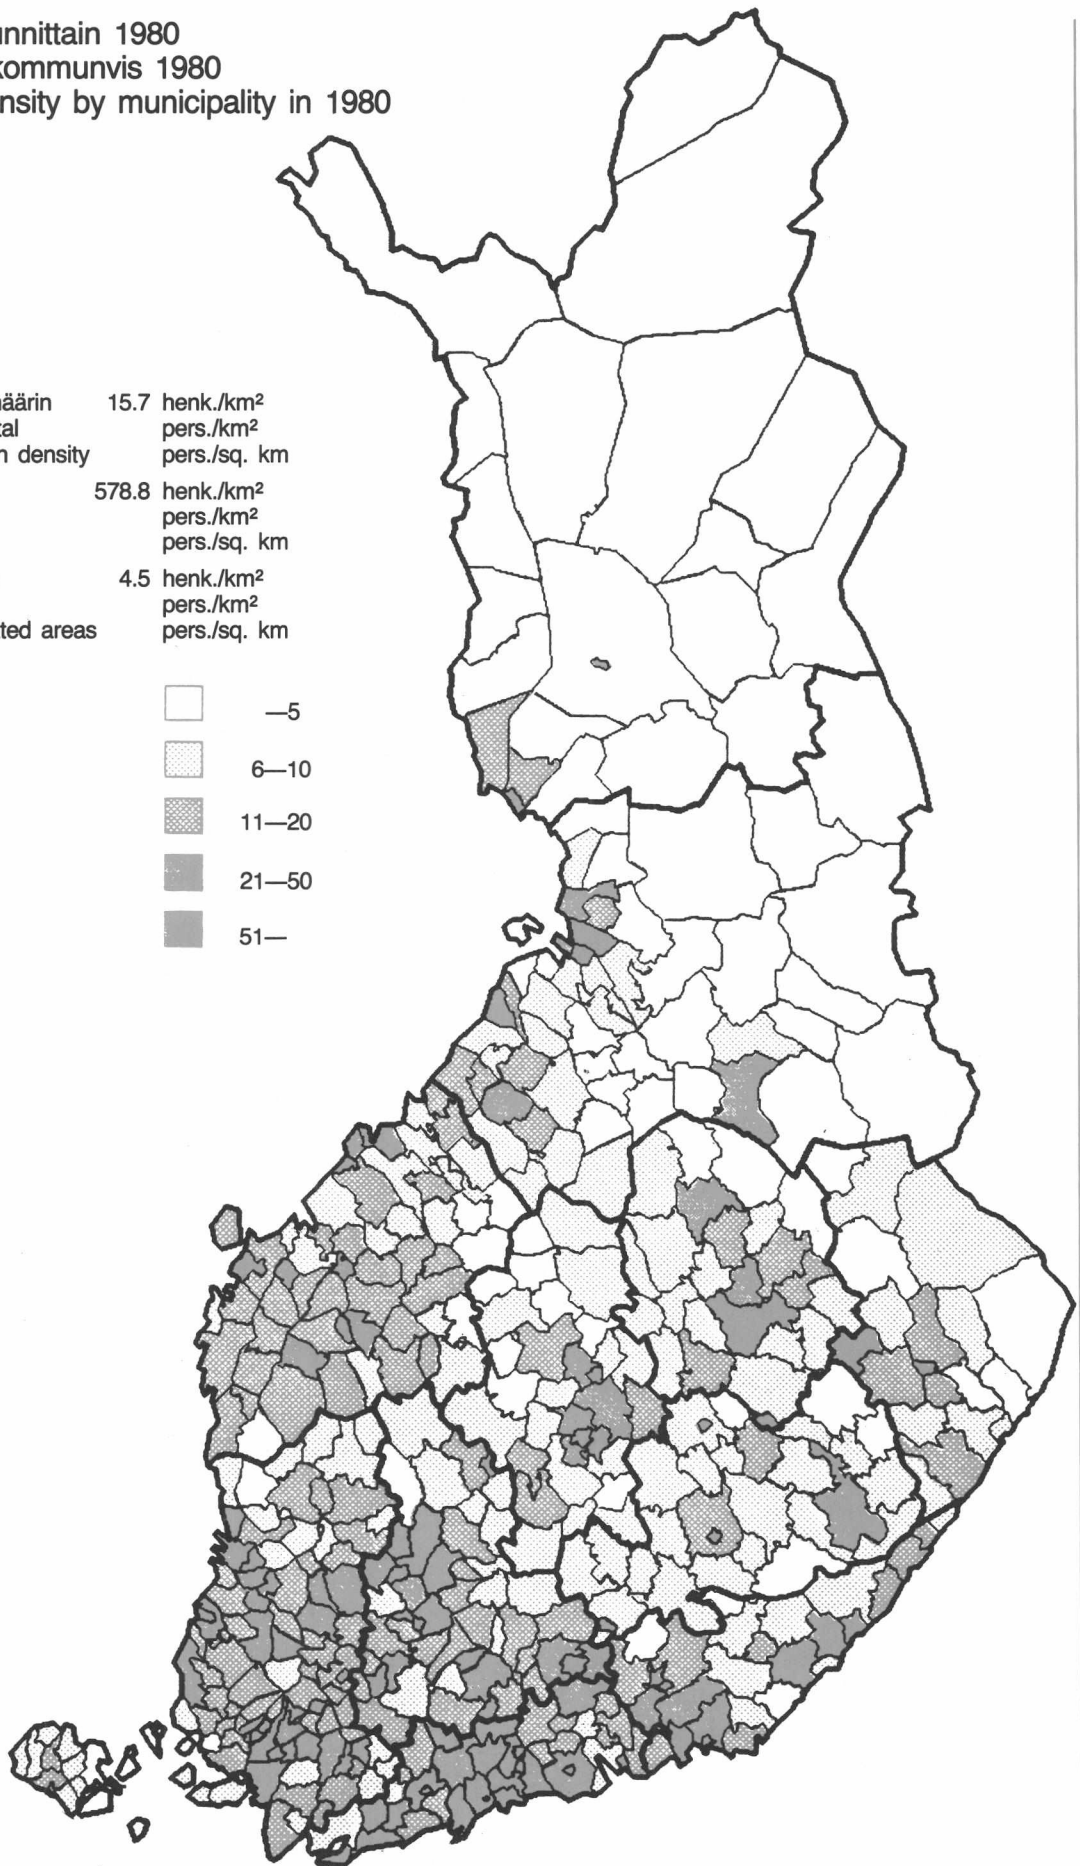 unnittain 1980
kommunvis 1980
nsity by municipality in 1980
määrin 15.7 henk./km²
tal pers./km²
n density pers./sq. km
578.8 henk./km²
pers./km²
pers./sq. km
4.5 henk./km²
pers./km²
ted areas pers./sq. km
—5
6—10
11—20
21—50
51—